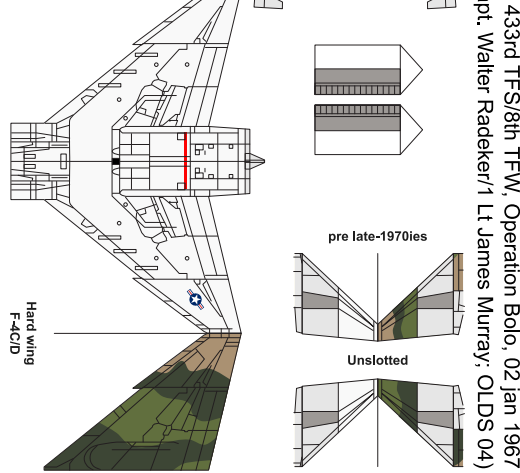 433rd TFS/8th TFW, Operation Bolo, 02 jan 1967
pt. Walter Radeker/1 Lt James Murray; OLDS 04)
pre late-1970ies
Unslotted
Hard wing
F-4C/D